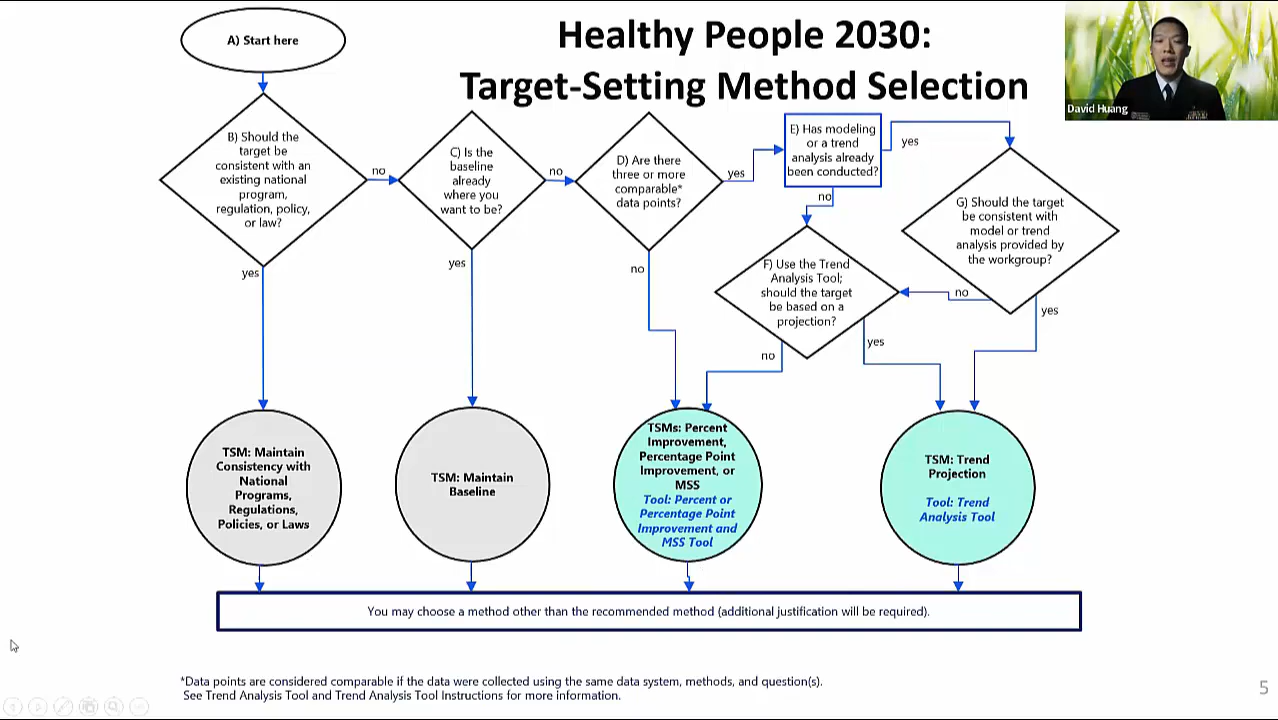 Healthy People 2030:
Target-Setting Method Selection
David Huang
A) Start here
B) Should the
target be
consistent with an
existing national
program,
regulation, policy,
or law?
no
yes
C) Is the
baseline
already
where you
want to be?
no
yes
D) Are there
three or more
comparable*
data points?
yes
no
E) Has modeling
or a trend
analysis already
been conducted?
yes
no
F) Use the Trend
Analysis Tool;
should the target
be based on a
projection?
no
yes
G) Should the target
be consistent with
model or trend
analysis provided by
the workgroup?
no
yes
TSM: Maintain
Consistency with
National
Programs,
Regulations,
Policies, or Laws
TSM: Maintain
Baseline
TSMs: Percent
Improvement,
Percentage Point
Improvement, or
MSS
Tool: Percent or
Percentage Point
Improvement and
MSS Tool
TSM: Trend
Projection
Tool: Trend
Analysis Tool
You may choose a method other than the recommended method (additional justification will be required).
*Data points are considered comparable if the data were collected using the same data system, methods, and question(s).
See Trend Analysis Tool and Trend Analysis Tool Instructions for more information.
5